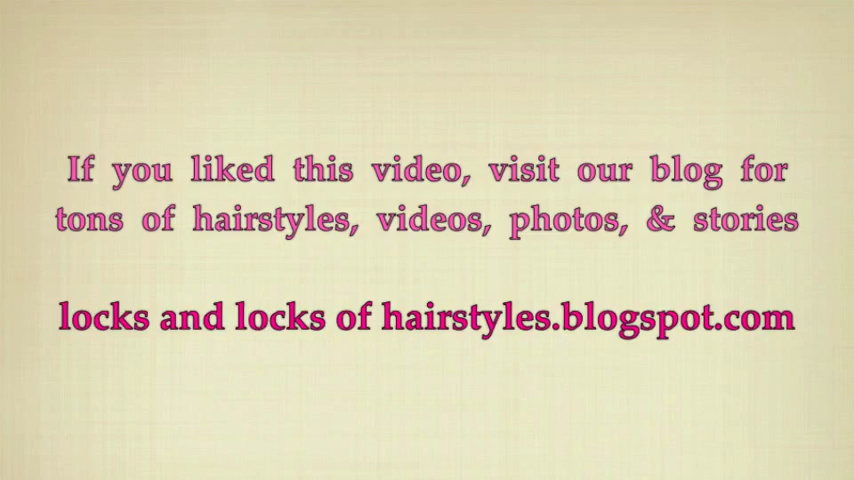 If you liked this video, visit our blog for
tons of hairstyles, videos, photos, & stories
locks and locks of hairstyles.blogspot.com